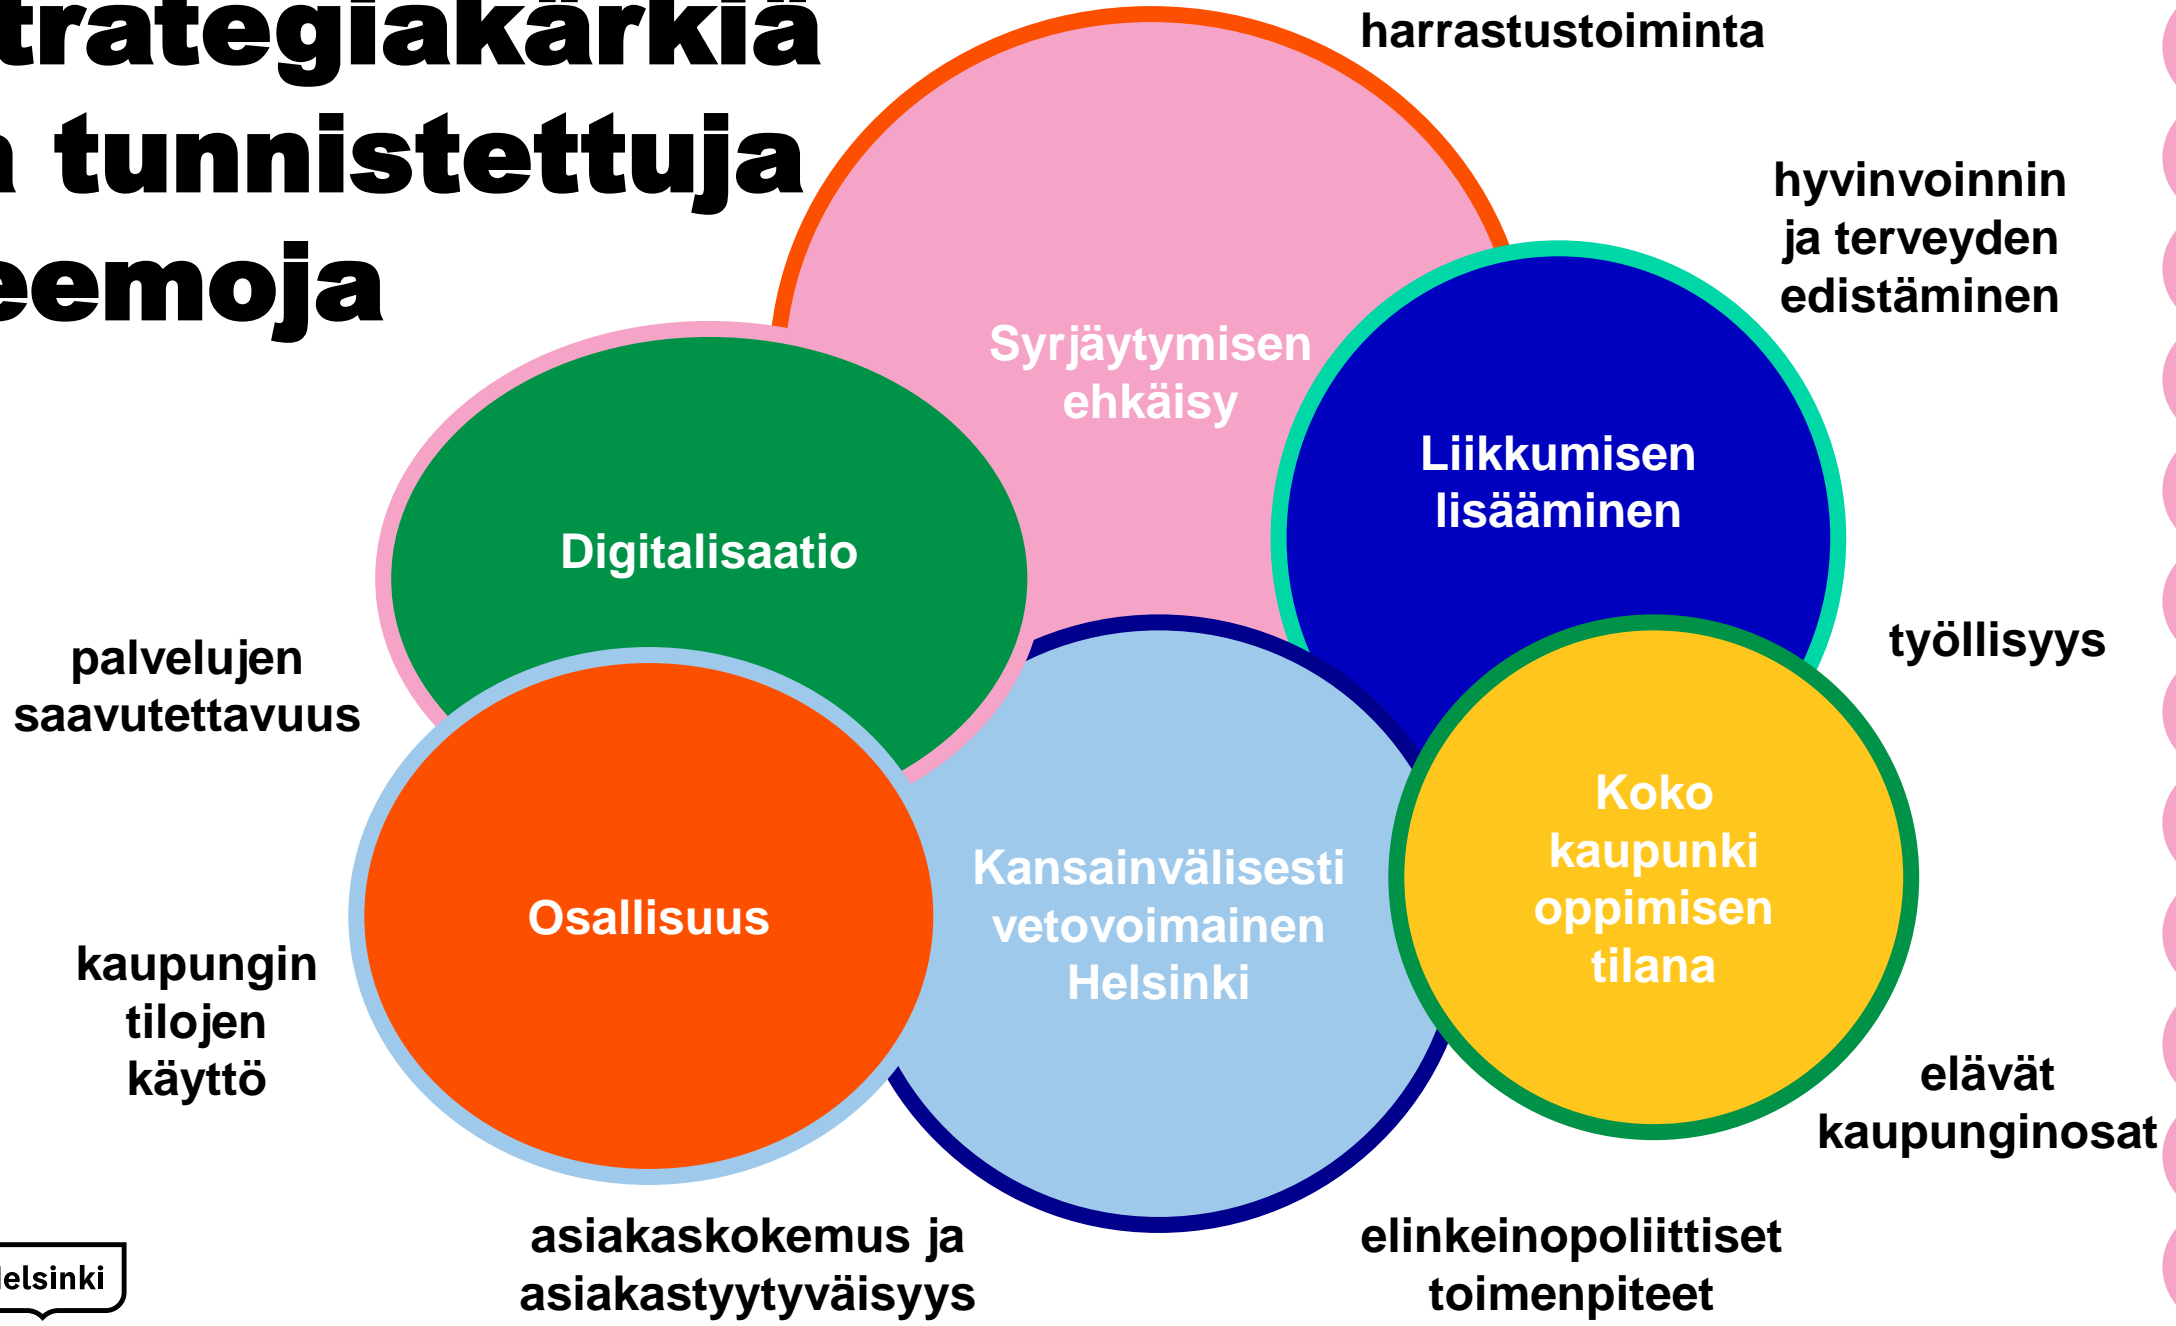 trategiakärkiä
tunnistettuja
eemoja
harrastustoiminta
hyvinvoinnin
ja terveyden
edistäminen
Syrjäytymisen
ehkäisy
Liikkumisen
lisääminen
Digitalisaatio
palvelujen
saavutettavuus
työllisyys
Koko
kaupunki
oppimisen
tilana
Kansainvälisesti
vetovoimainen
Helsinki
Osallisuus
kaupungin
tilojen
käyttö
elävät
kaupunginosat
asiakaskokemus ja
asiakastyytyväisyys
elinkeinopoliittiset
toimenpiteet
elsinki